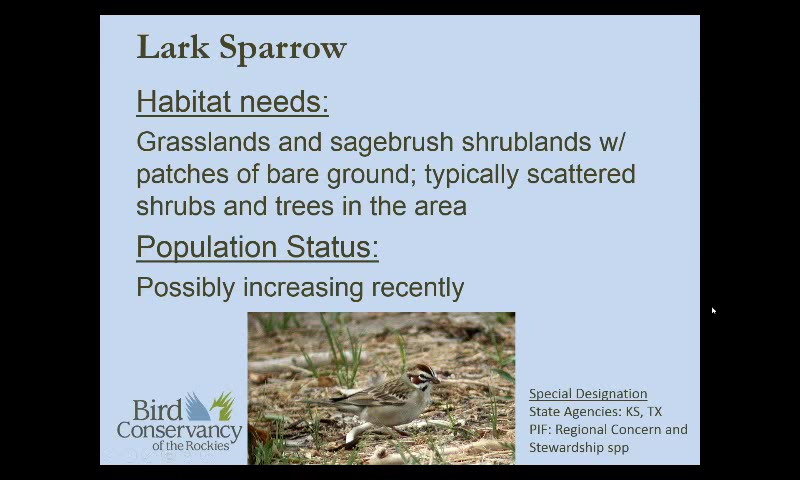 Lark Sparrow
Habitat needs:
Grasslands and sagebrush shrublands w/
patches of bare ground; typically scattered
shrubs and trees in the area
Population Status:
Possibly increasing recently
Bird
Conservancy
of the Rockies
Special Designation
State Agencies: KS, TX
PIF: Regional Concern and
Stewardship spp